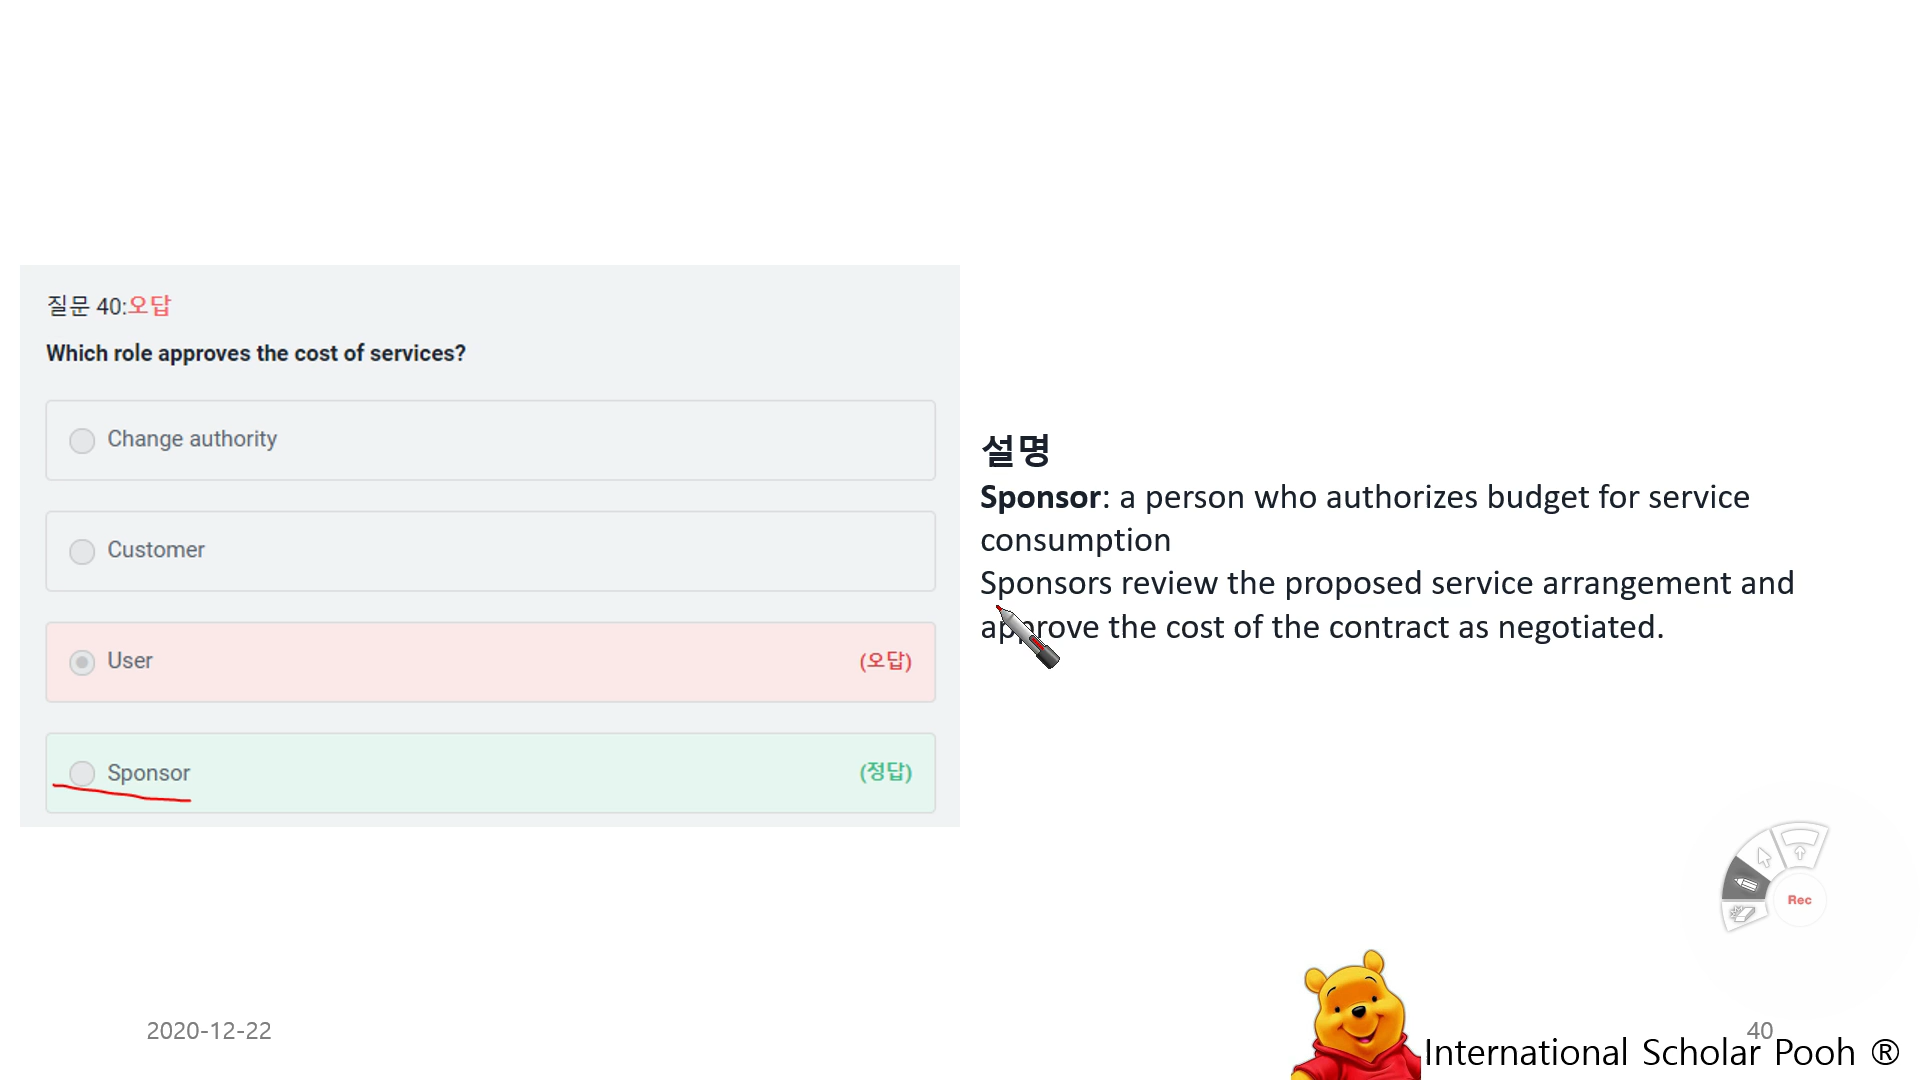 질문 40:오답
Which role approves the cost of services?
Change authority
Customer
User
(오답)
Sponsor
(정답)
설명
Sponsor: a person who authorizes budget for service
consumption
Sponsors review the proposed service arrangement and
approve the cost of the contract as negotiated.
Rec
2020-12-22
40
International Scholar Pooh ®